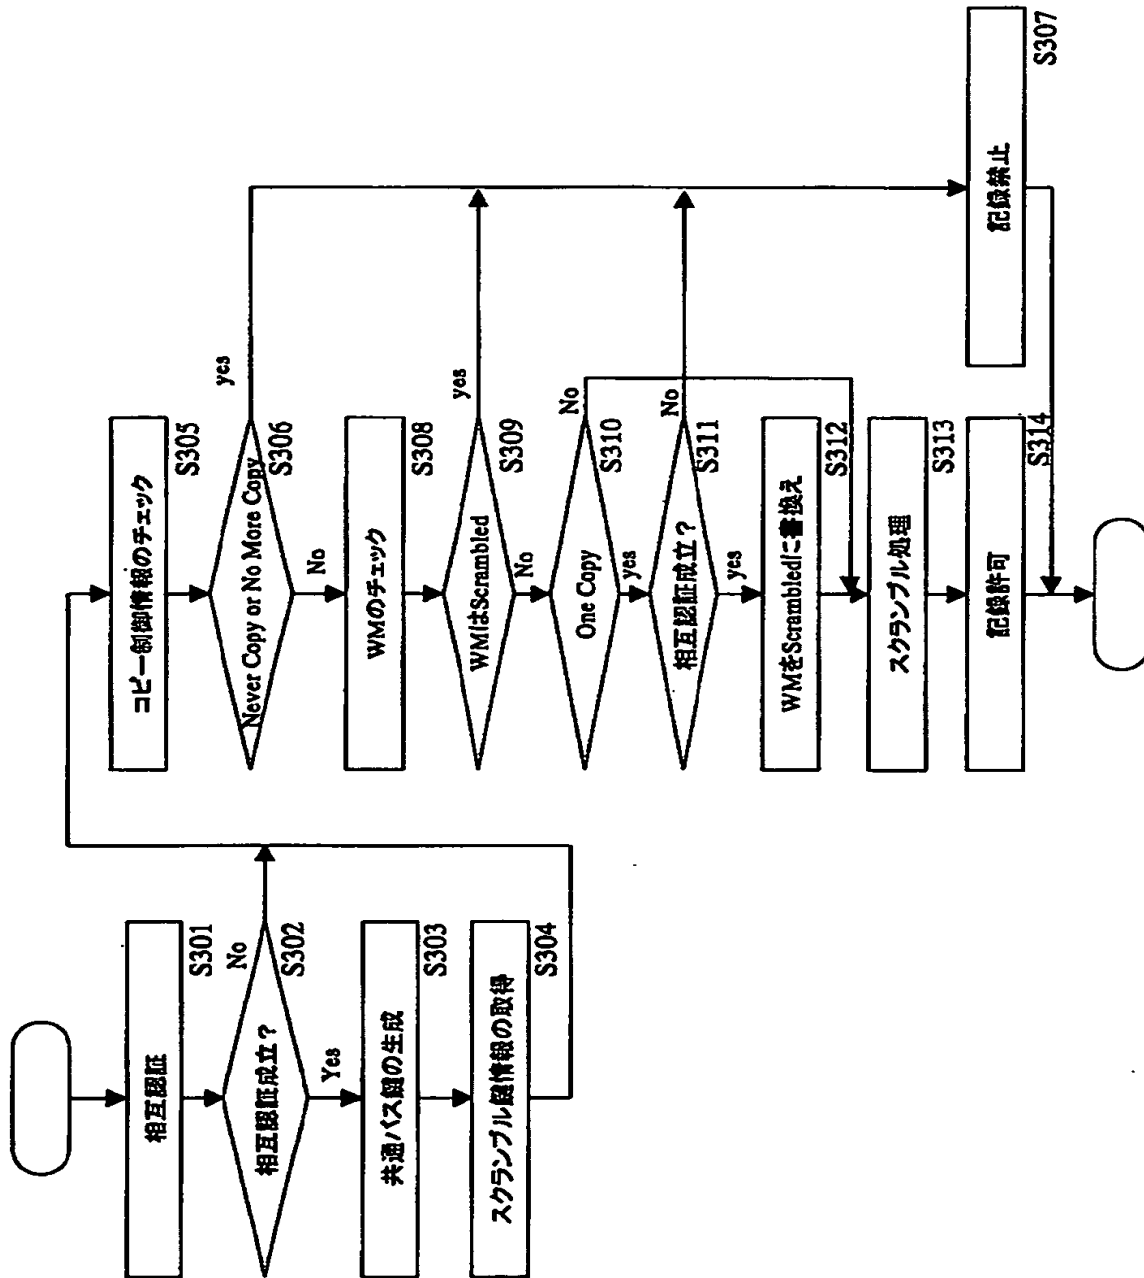 相互認証
S301
相互認証成立？
No
S302
Yes
共通バス鍵の生成
S303
スクランブル鍵情報の取得
S304
コピー制御情報のチェック
S305
Never Copy or No More Copy
yes
S306
No
WMのチェック
S308
WMはScrambled
yes
S309
No
One Copy
No
S310
yes
相互認証成立？
No
S311
yes
WMをScrambledに書換え
S312
スクランブル処理
S313
記録許可
S314
記録禁止
S307